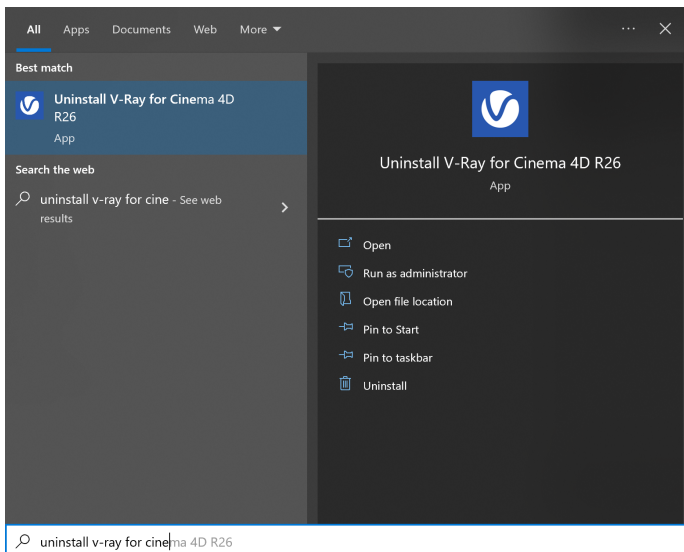 All Apps Documents Web More
Best match
Uninstall V-Ray for Cinema 4D
R26
App
Search the web
uninstall v-ray for cine - See web
results
Uninstall V-Ray for Cinema 4D R26
App
Open
Run as administrator
Open file location
Pin to Start
Pin to taskbar
Uninstall
uninstall v-ray for cinema 4D R26